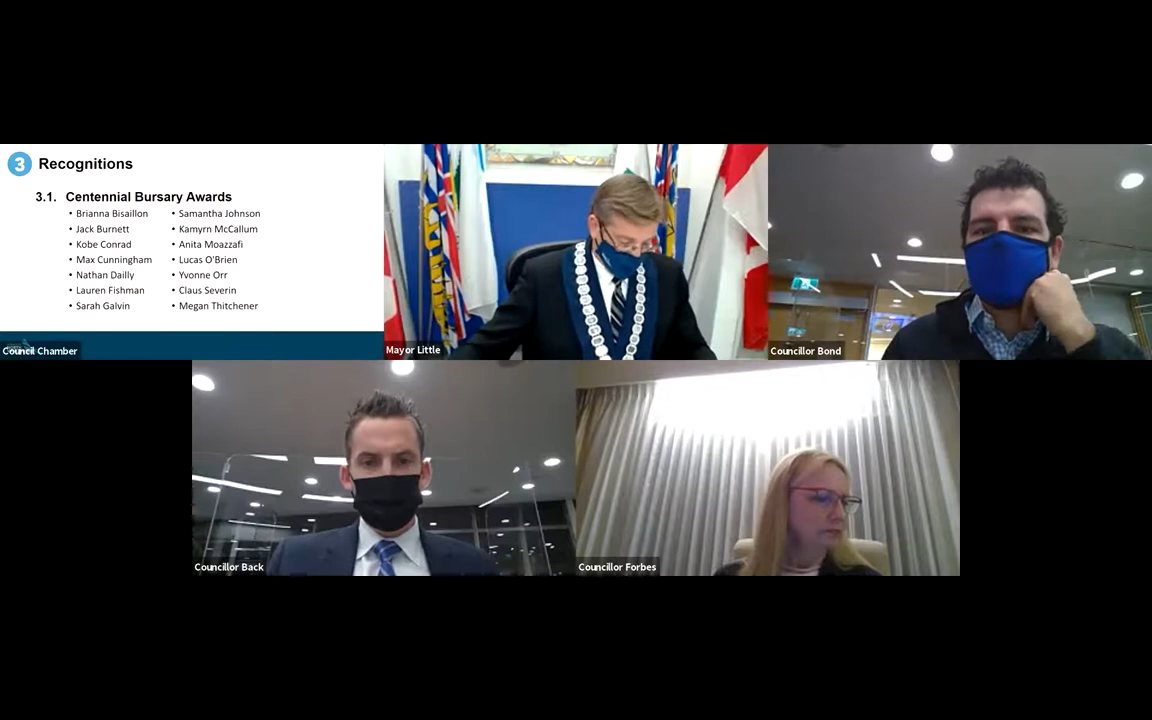 3 Recognitions
3.1. Centennial Bursary Awards
• Brianna Bisaillon
• Jack Burnett
• Kobe Conrad
• Max Cunningham
• Nathan Dailly
• Lauren Fishman
• Sarah Galvin
• Samantha Johnson
• Kamyrn McCallum
• Anita Moazzafi
• Lucas O'Brien
• Yvonne Orr
• Claus Severin
• Megan Thitchener
Council Chamber
Mayor Little
Councillor Bond
Councillor Back
Councillor Forbes